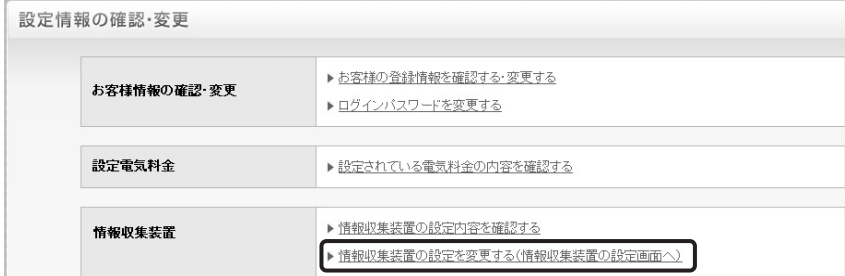 設定情報の確認・変更
お客様情報の確認・変更
▶お客様の登録情報を確認する・変更する
▶ログインパスワードを変更する
設定電気料金
▶設定されている電気料金の内容を確認する
情報収集装置
▶情報収集装置の設定内容を確認する
▶情報収集装置の設定を変更する(情報収集装置の設定画面へ)